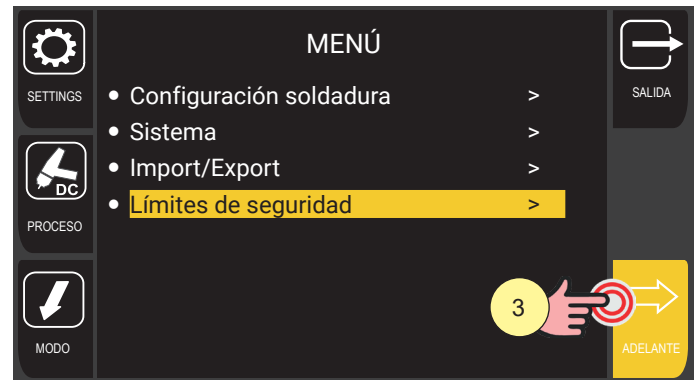 MENÚ
SETTINGS
SALIDA
• Configuración soldadura >
• Sistema >
• Import/Export >
• Límites de seguridad >
DC
PROCESO
3
MODO
ADELANTE